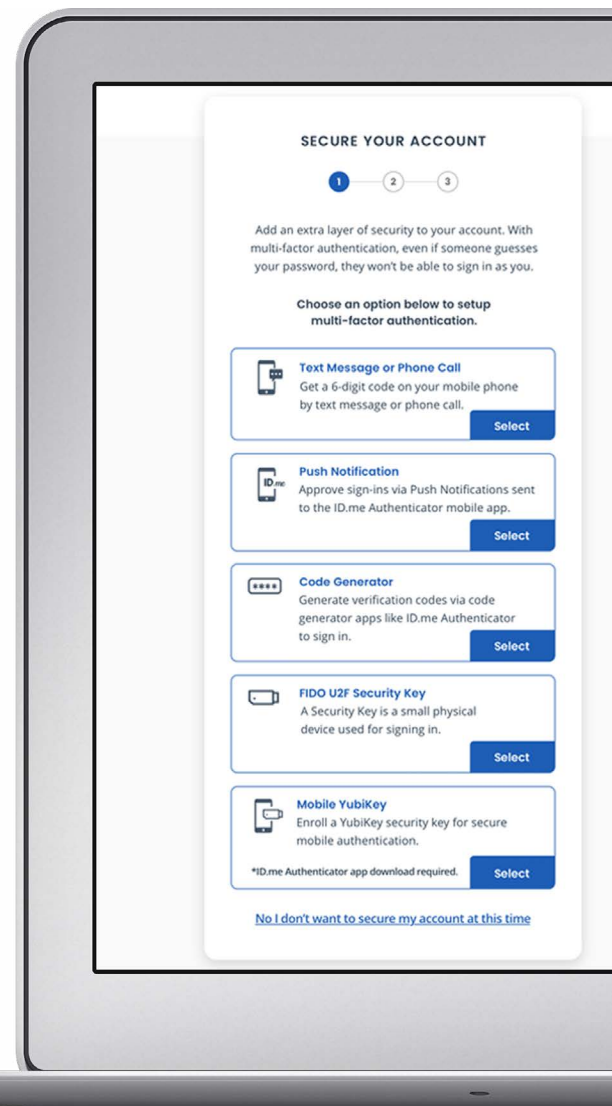 SECURE YOUR ACCOUNT
1 2 3
Add an extra layer of security to your account. With
multi-factor authentication, even if someone guesses
your password, they won't be able to sign in as you.
Choose an option below to setup
multi-factor authentication.
Text Message or Phone Call
Get a 6-digit code on your mobile phone
by text message or phone call.
Select
ID.me
Push Notification
Approve sign-ins via Push Notifications sent
to the ID.me Authenticator mobile app.
Select
****
Code Generator
Generate verification codes via code
generator apps like ID.me Authenticator
to sign in.
Select
FIDO U2F Security Key
A Security Key is a small physical
device used for signing in.
Select
Mobile YubiKey
Enroll a YubiKey security key for secure
mobile authentication.
*ID.me Authenticator app download required.
Select
No I don't want to secure my account at this time